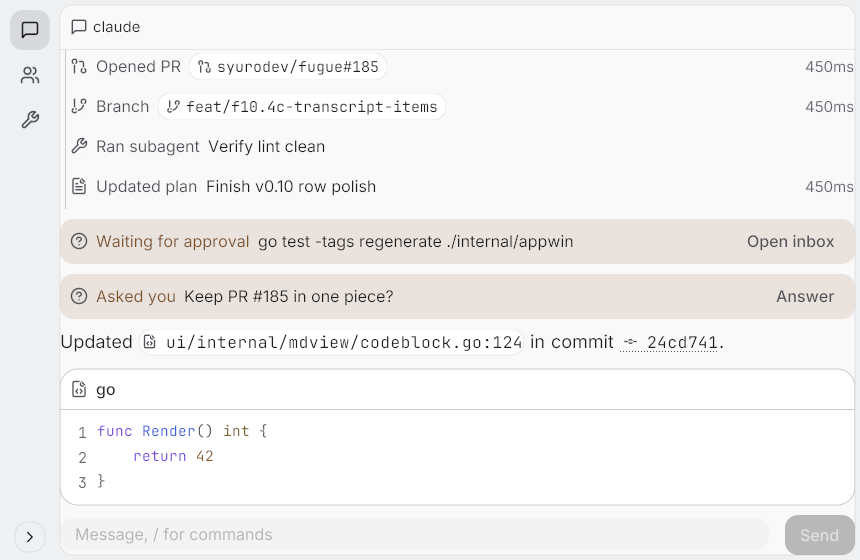 claude
Opened PR syurodev/fugue#185 450ms
Branch feat/f10.4c-transcript-items 450ms
Ran subagent Verify lint clean
Updated plan Finish v0.10 row polish 450ms
Waiting for approval go test -tags regenerate ./internal/appwin Open inbox
Asked you Keep PR #185 in one piece? Answer
Updated ui/internal/mdview/codeblock.go:124 in commit 24cd741.
go
1 func Render() int {
2     return 42
3 }
Message, / for commands Send